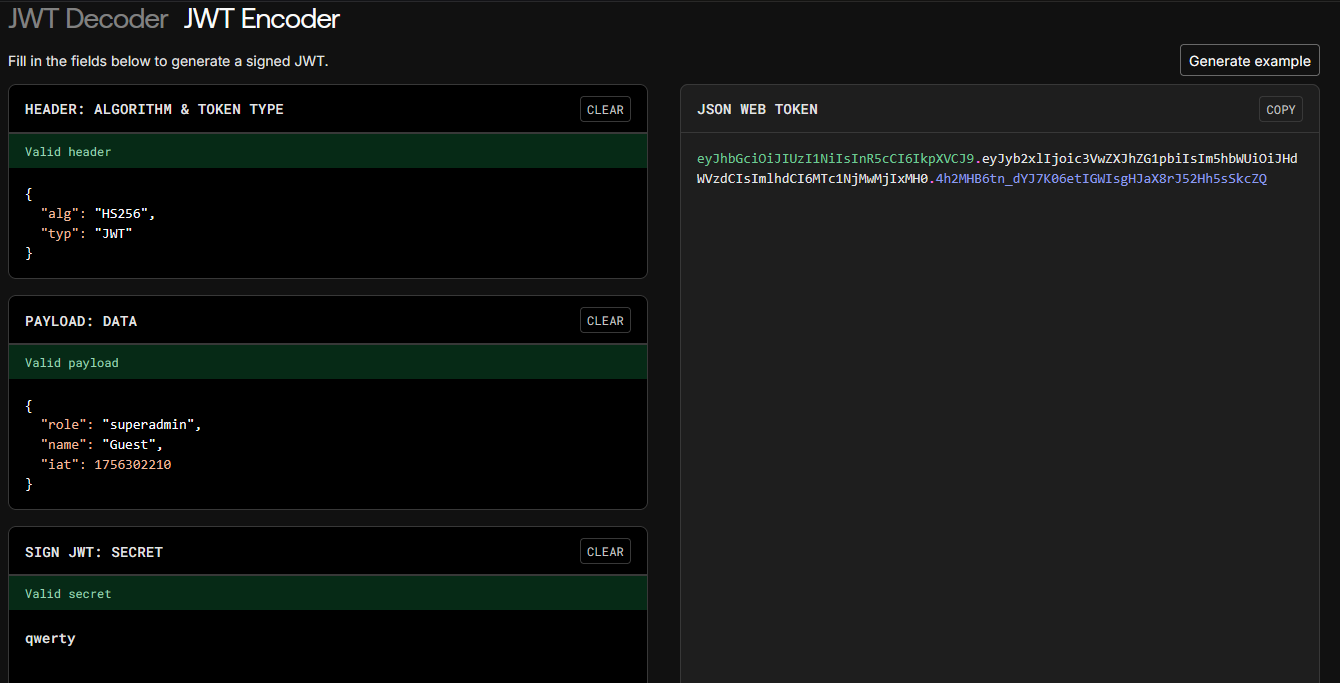 JWT Decoder JWT Encoder
Fill in the fields below to generate a signed JWT.
Generate example
HEADER: ALGORITHM & TOKEN TYPE
CLEAR
Valid header
{
"alg": "HS256",
"typ": "JWT"
}
PAYLOAD: DATA
CLEAR
Valid payload
{
"role": "superadmin",
"name": "Guest",
"iat": 1756302210
}
SIGN JWT: SECRET
CLEAR
Valid secret
qwerty
JSON WEB TOKEN
COPY
eyJhbGciOiJIUzI1NiIsInR5cCI6IkpXVCJ9.eyJyb2xlIjoic3VwZXJhZG1pbiIsIm5hbWUiOiJHd
WVzdCIsImlhdCI6MTc1NjMwMjIxMH0.4h2MHB6tn_dYJ7K06etIGWIsgHJaX8rJ52Hh5sSkcZQ